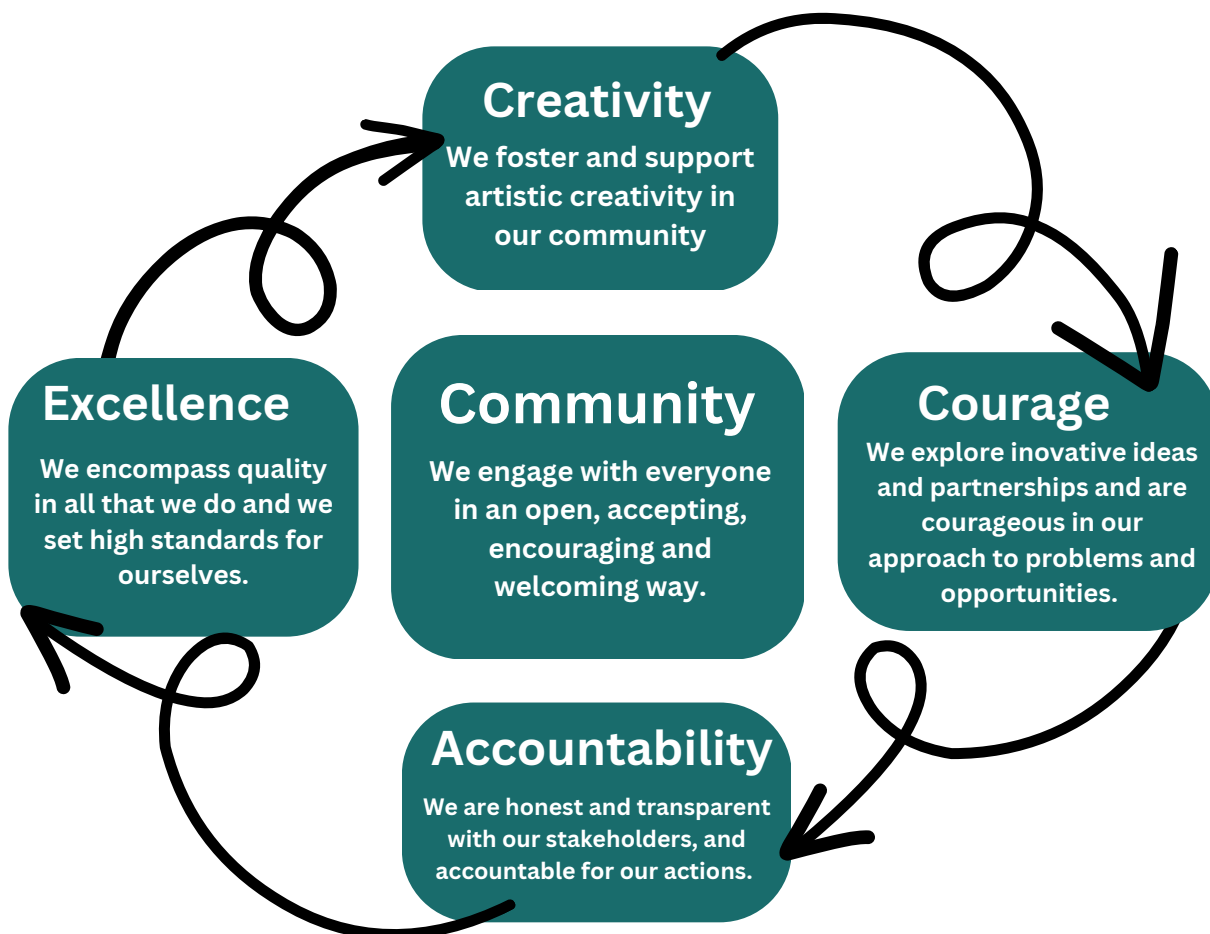 Creativity
We foster and support
artistic creativity in
our community
Excellence
We encompass quality
in all that we do and we
set high standards for
ourselves.
Community
We engage with everyone
in an open, accepting,
encouraging and
welcoming way.
Courage
We explore inovative ideas
and partnerships and are
courageous in our
approach to problems and
opportunities.
Accountability
We are honest and transparent
with our stakeholders, and
accountable for our actions.